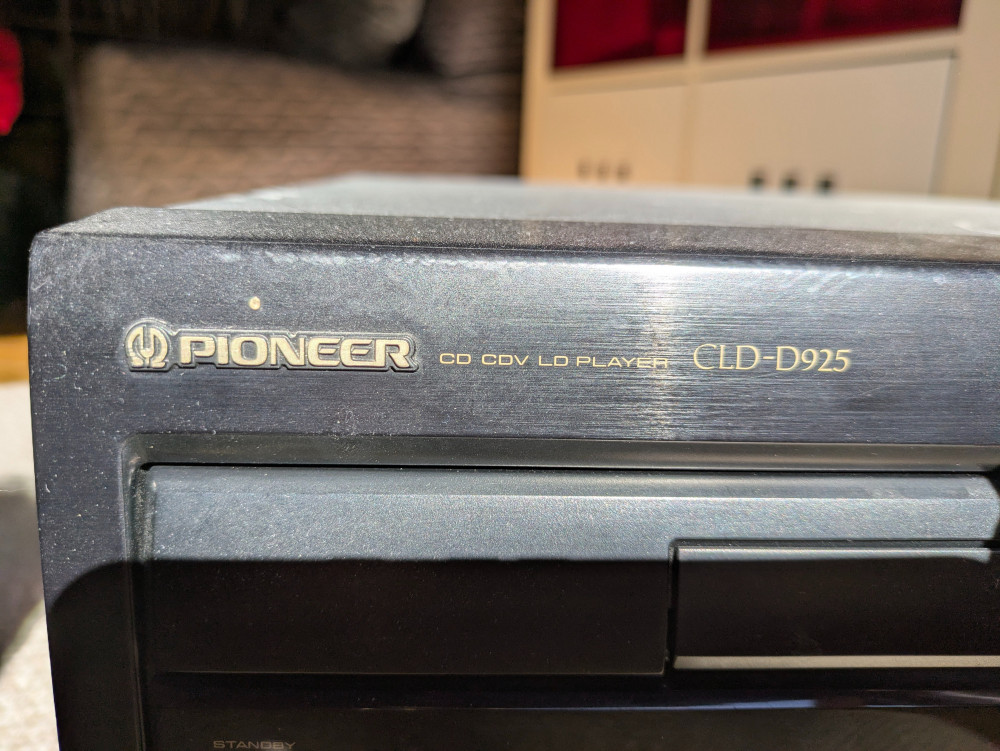 PIONEER CD CDV LD PLAYER CLD-D925
STANDBY